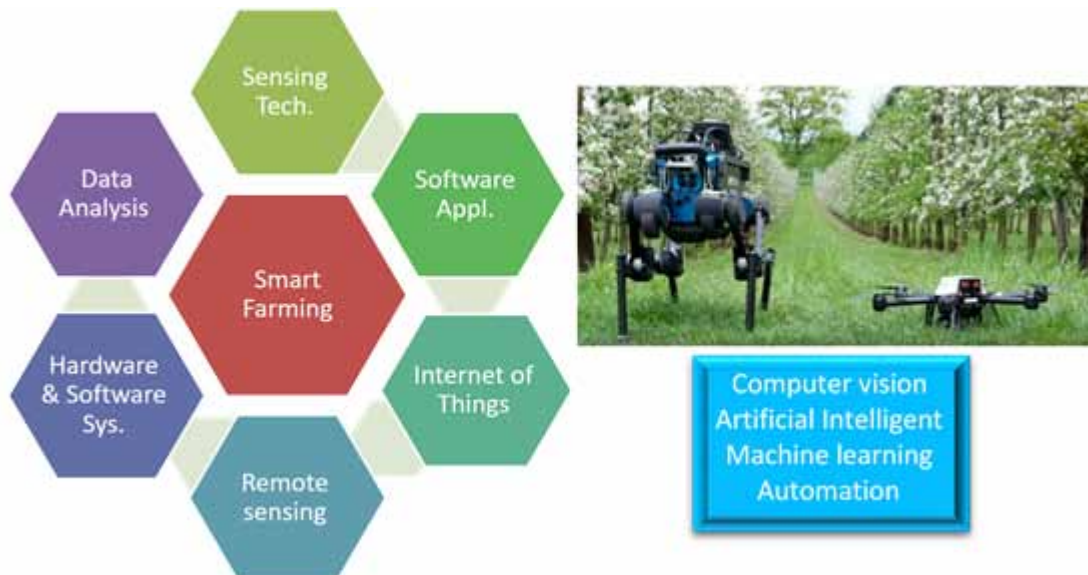 Sensing
Tech.
Software
Appl.
Internet of
Things
Remote
sensing
Hardware
& Software
Sys.
Data
Analysis
Smart
Farming
Computer vision
Artificial Intelligent
Machine learning
Automation